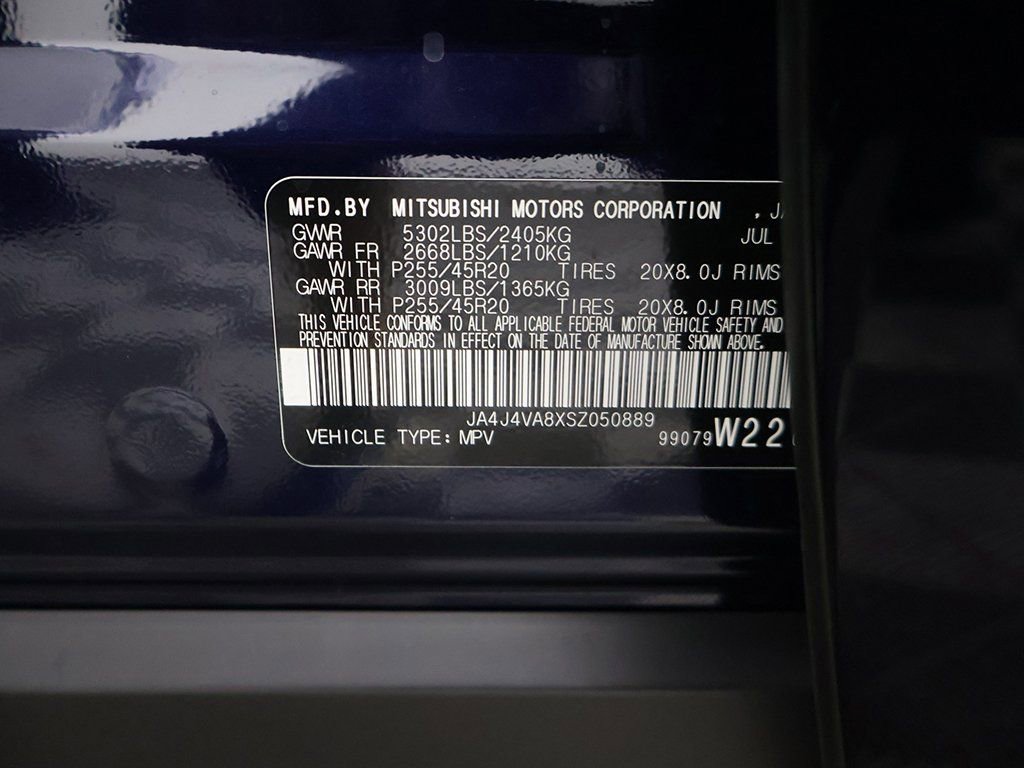 MFD.BY MITSUBISHI MOTORS CORPORATION , J
GVWR 5302LBS/2405KG JUL
GAWR FR 2668LBS/1210KG
WITH P255/45R20 TIRES 20X8.0J RIMS
GAWR RR 3009LBS/1365KG
WITH P255/45R20 TIRES 20X8.0J RIMS
THIS VEHICLE CONFORMS TO ALL APPLICABLE FEDERAL MOTOR VEHICLE SAFETY AND
PREVENTION STANDARDS IN EFFECT ON THE DATE OF MANUFACTURE SHOWN ABOVE.
JA4J4VA8XSZ050889
VEHICLE TYPE: MPV 99079 W22